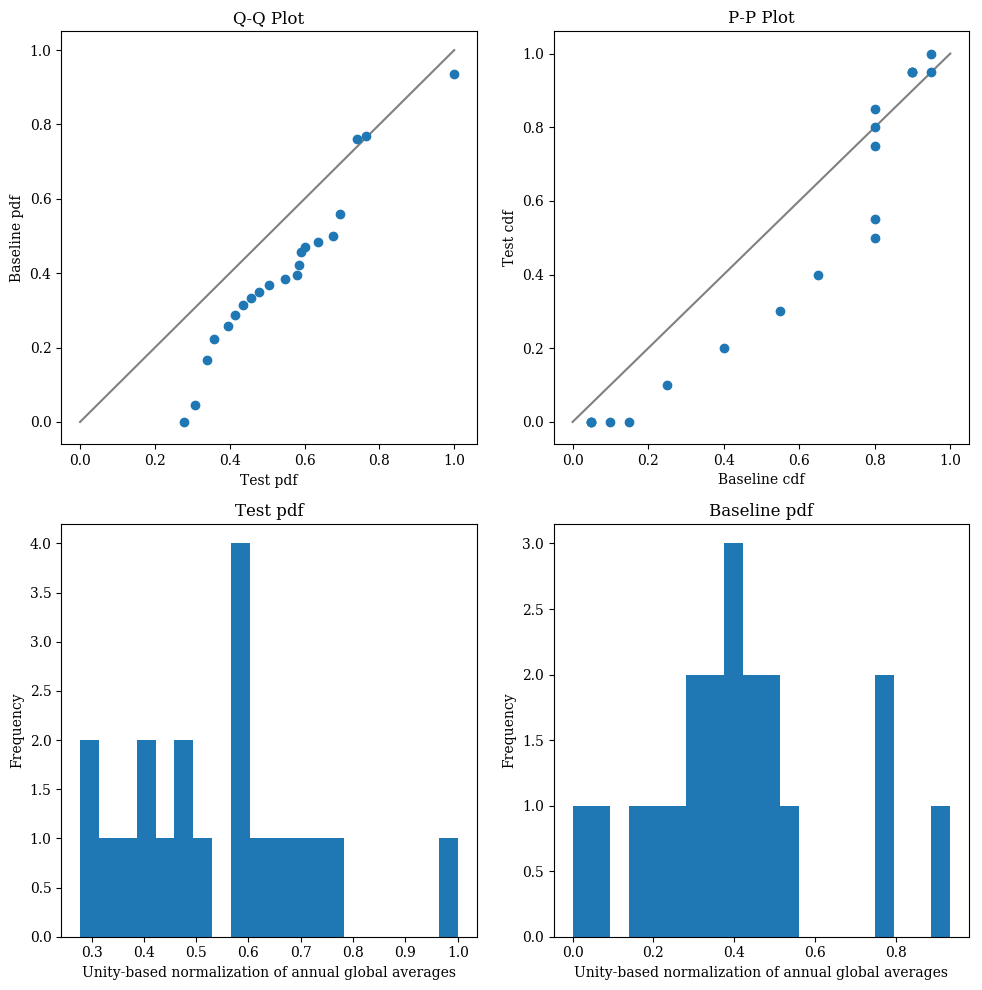 Q-Q Plot
1.0
0.8
0.6
0.4
0.2
0.0
Baseline pdf
0.0 0.2 0.4 0.6 0.8 1.0
Test pdf
P-P Plot
1.0
0.8
0.6
0.4
0.2
0.0
Test cdf
0.0 0.2 0.4 0.6 0.8 1.0
Baseline cdf
Test pdf
4.0
3.5
3.0
2.5
2.0
1.5
1.0
0.5
0.0
Frequency
0.3 0.4 0.5 0.6 0.7 0.8 0.9 1.0
Unity-based normalization of annual global averages
Baseline pdf
3.0
2.5
2.0
1.5
1.0
0.5
0.0
Frequency
0.0 0.2 0.4 0.6 0.8
Unity-based normalization of annual global averages